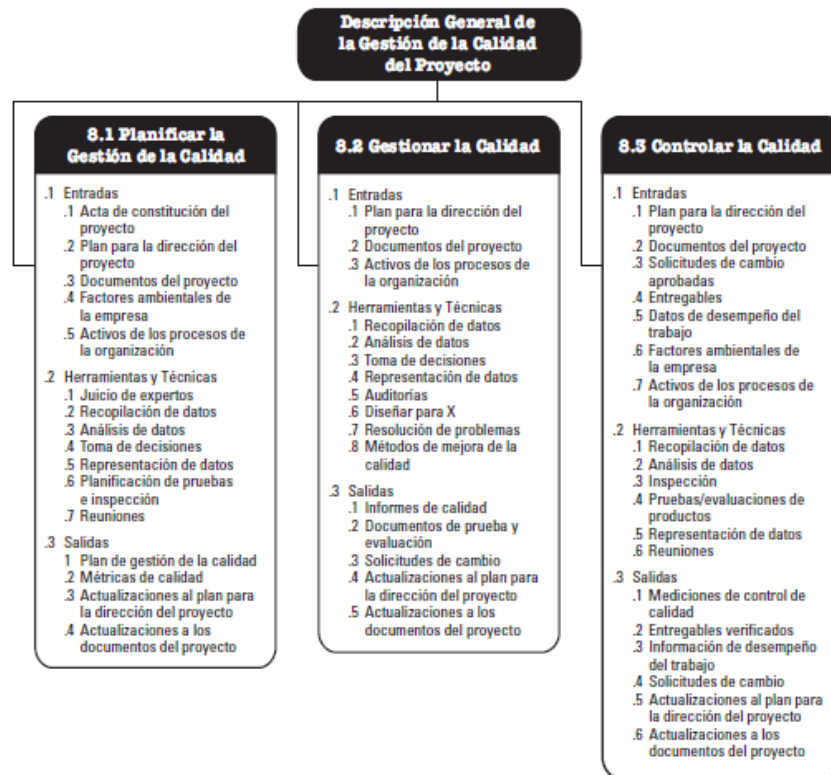 Descripción General de
la Gestión de la Calidad
del Proyecto
8.1 Planificar la
Gestión de la Calidad
.1 Entradas
.1 Acta de constitución del
proyecto
.2 Plan para la dirección del
proyecto
.3 Documentos del proyecto
.4 Factores ambientales de
la empresa
.5 Activos de los procesos de
la organización
.2 Herramientas y Técnicas
.1 Juicio de expertos
.2 Recopilación de datos
.3 Análisis de datos
.4 Toma de decisiones
.5 Representación de datos
.6 Planificación de pruebas
e inspección
.7 Reuniones
.3 Salidas
1 Plan de gestión de la calidad
.2 Métricas de calidad
.3 Actualizaciones al plan para
la dirección del proyecto
.4 Actualizaciones a los
documentos del proyecto
8.2 Gestionar la Calidad
.1 Entradas
.1 Plan para la dirección del
proyecto
.2 Documentos del proyecto
.3 Activos de los procesos de
la organización
.2 Herramientas y Técnicas
.1 Recopilación de datos
.2 Análisis de datos
.3 Toma de decisiones
.4 Representación de datos
.5 Auditorías
.6 Diseñar para X
.7 Resolución de problemas
.8 Métodos de mejora de la
calidad
.3 Salidas
.1 Informes de calidad
.2 Documentos de prueba y
evaluación
.3 Solicitudes de cambio
.4 Actualizaciones al plan para
la dirección del proyecto
.5 Actualizaciones a los
documentos del proyecto
8.3 Controlar la Calidad
.1 Entradas
.1 Plan para la dirección del
proyecto
.2 Documentos del proyecto
.3 Solicitudes de cambio
aprobadas
.4 Entregables
.5 Datos de desempeño del
trabajo
.6 Factores ambientales de
la empresa
.7 Activos de los procesos de
la organización
.2 Herramientas y Técnicas
.1 Recopilación de datos
.2 Análisis de datos
.3 Inspección
.4 Pruebas/evaluaciones de
productos
.5 Representación de datos
.6 Reuniones
.3 Salidas
.1 Mediciones de control de
calidad
.2 Entregables verificados
.3 Información de desempeño
del trabajo
.4 Solicitudes de cambio
.5 Actualizaciones al plan para
la dirección del proyecto
.6 Actualizaciones a los
documentos del proyecto